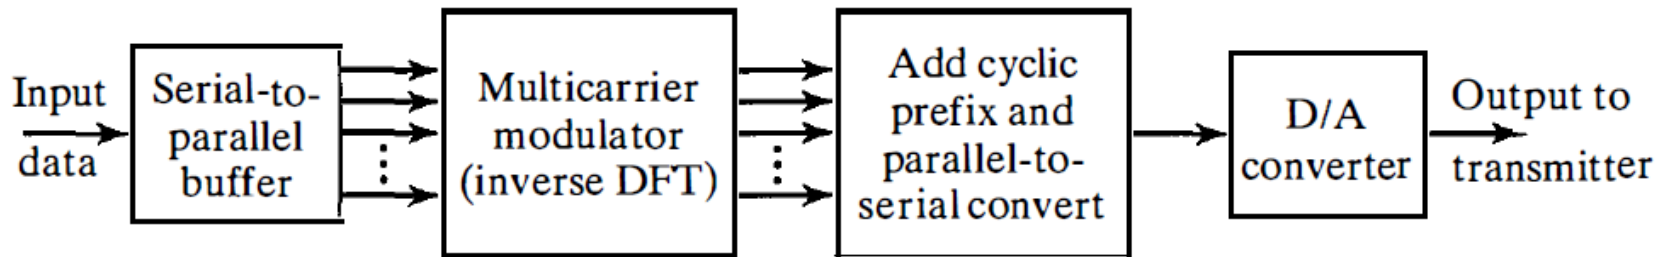 Input
data
Serial-to-
parallel
buffer
Multicarrier
modulator
(inverse DFT)
Add cyclic
prefix and
parallel-to-
serial convert
D/A
converter
Output to
transmitter